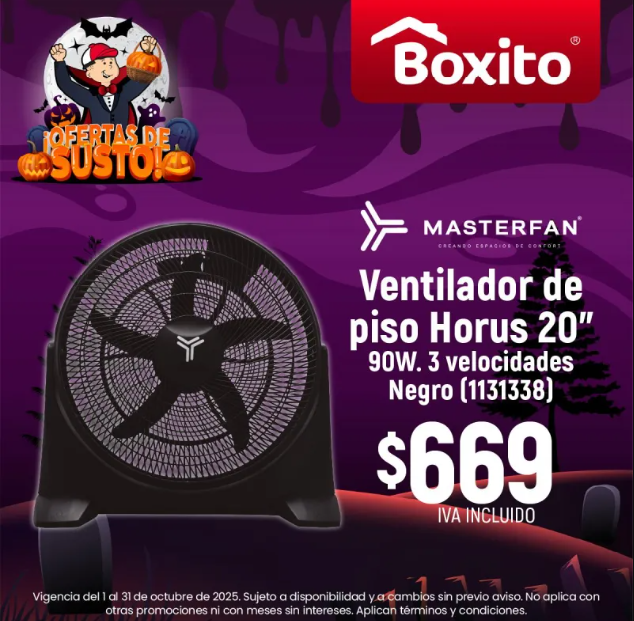 ¡OFERTAS DE
SUSTO!
Boxito®
MASTERFAN®
CREANDO ESPACIOS DE CONFORT
Ventilador de
piso Horus 20”
90W. 3 velocidades
Negro (1131338)
$669
IVA INCLUIDO
Vigencia del 1 al 31 de octubre de 2025. Sujeto a disponibilidad y a cambios sin previo aviso. No aplica con
otras promociones ni con meses sin intereses. Aplican términos y condiciones.